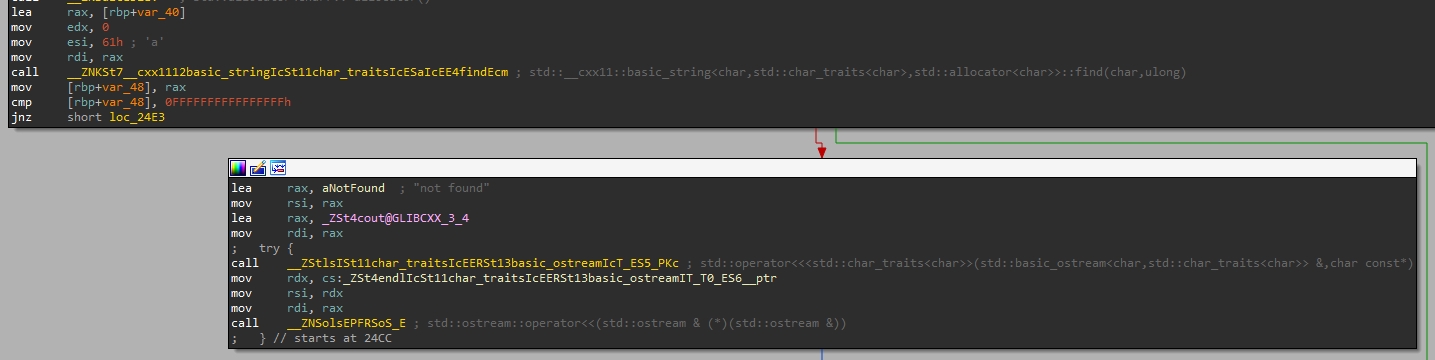 lea rax, [rbp+var_40]
mov edx, 0
mov esi, 61h ; 'a'
mov rdi, rax
call __ZNKSt7__cxx1112basic_stringIcSt11char_traitsIcESaIcEE4findEcm ; std::__cxx11::basic_string<char,std::char_traits<char>,std::allocator<char>>::find(char,ulong)
mov [rbp+var_48], rax
cmp [rbp+var_48], 0FFFFFFFFFFFFFFFFh
jnz short loc_24E3
lea rax, aNotFound ; "not found"
mov rsi, rax
lea rax, _ZSt4cout@GLIBCXX_3_4
mov rdi, rax
; try {
call __ZStlsISt11char_traitsIcEERSt13basic_ostreamIcT_ES5_PKc ; std::operator<<<std::char_traits<char>>(std::basic_ostream<char,std::char_traits<char>> &,char const*)
mov rdx, cs:_ZSt4endlIcSt11char_traitsIcEERSt13basic_ostreamIT_T0_ES6__ptr
mov rsi, rdx
mov rdi, rax
call __ZNSolsEPFRSoS_E ; std::ostream::operator<<(std::ostream & (*)(std::ostream &))
; } // starts at 24CC